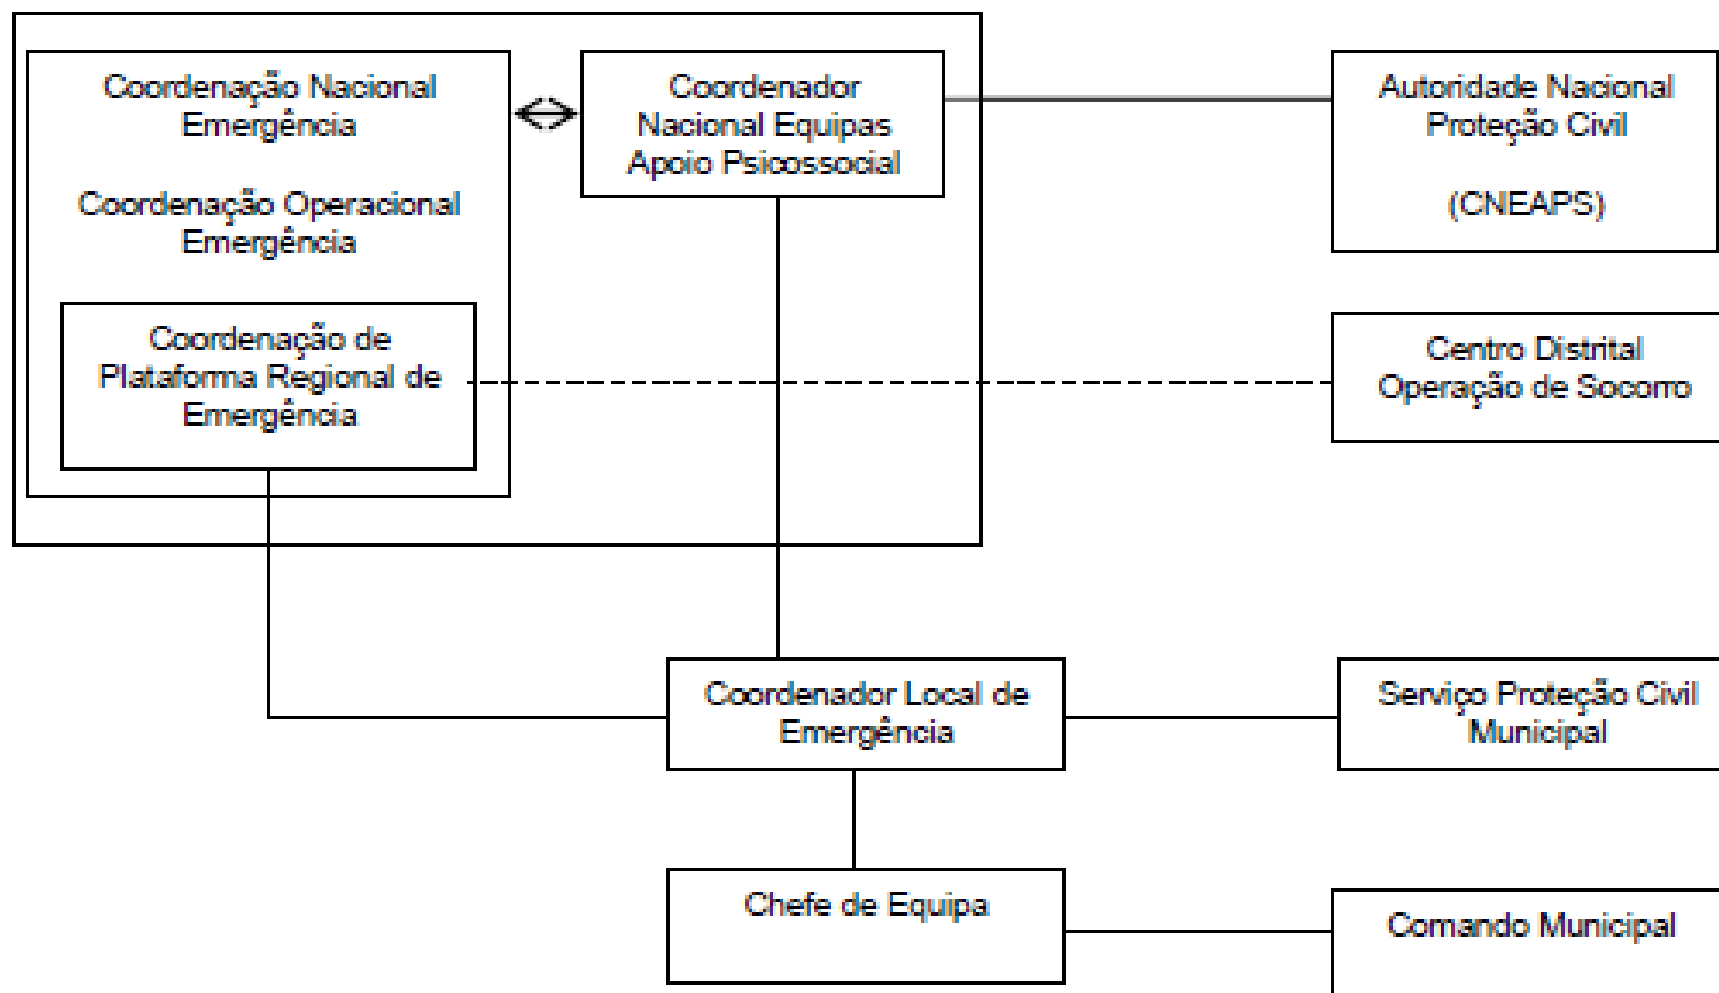 Coordenação Nacional
Emergência
Coordenação Operacional
Emergência
Coordenação de
Plataforma Regional de
Emergência
Coordenador
Nacional Equipas
Apoio Psicossocial
Autoridade Nacional
Proteção Civil
(CNEAPS)
Centro Distrital
Operação de Socorro
Coordenador Local de
Emergência
Serviço Proteção Civil
Municipal
Chefe de Equipa
Comando Municipal